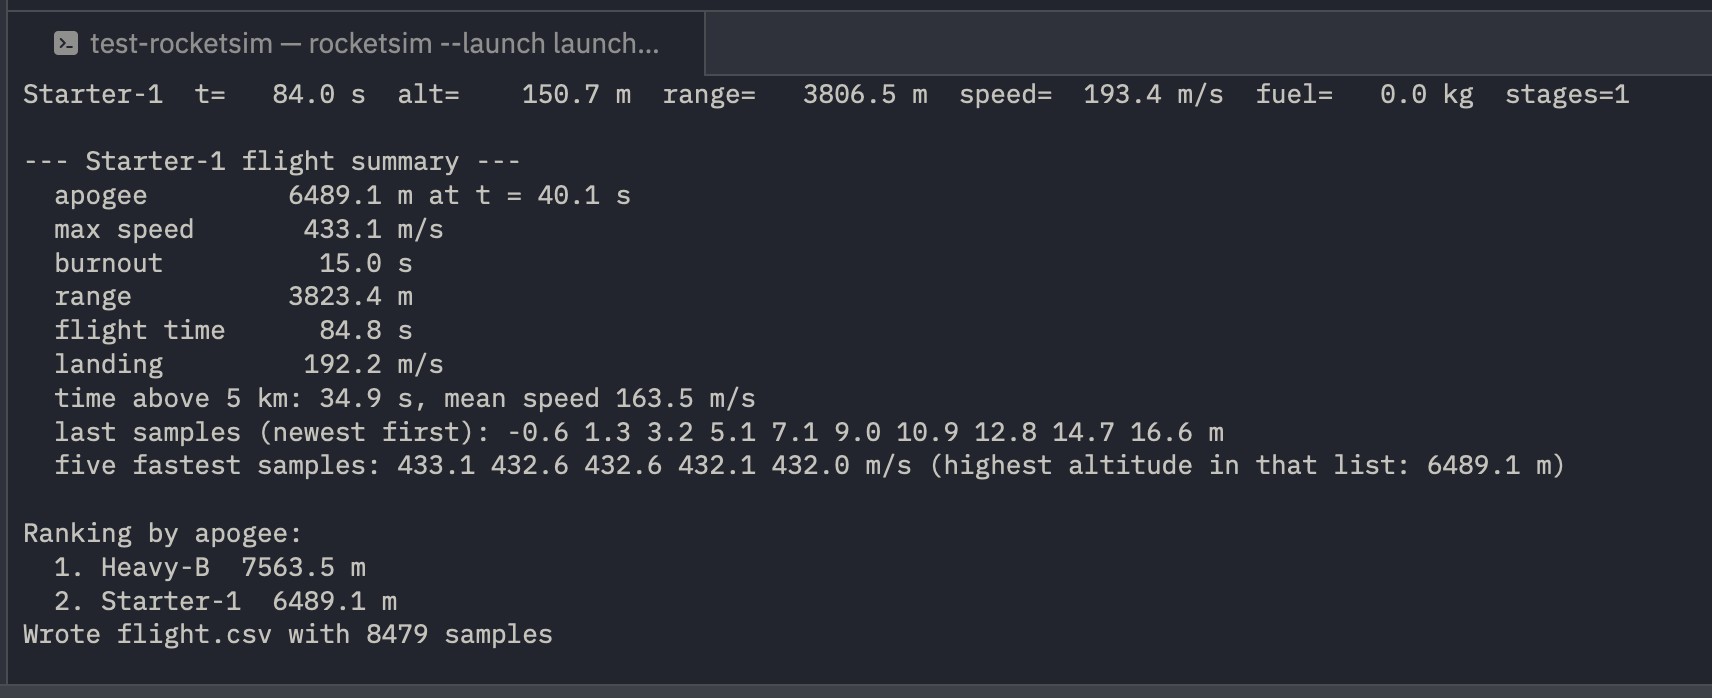 test-rocketsim — rocketsim --launch launch...
Starter-1  t=   84.0 s  alt=    150.7 m  range=   3806.5 m  speed=  193.4 m/s  fuel=   0.0 kg  stages=1
--- Starter-1 flight summary ---
  apogee         6489.1 m at t = 40.1 s
  max speed       433.1 m/s
  burnout          15.0 s
  range          3823.4 m
  flight time      84.8 s
  landing         192.2 m/s
  time above 5 km: 34.9 s, mean speed 163.5 m/s
  last samples (newest first): -0.6 1.3 3.2 5.1 7.1 9.0 10.9 12.8 14.7 16.6 m
  five fastest samples: 433.1 432.6 432.6 432.1 432.0 m/s (highest altitude in that list: 6489.1 m)
Ranking by apogee:
  1. Heavy-B  7563.5 m
  2. Starter-1  6489.1 m
Wrote flight.csv with 8479 samples